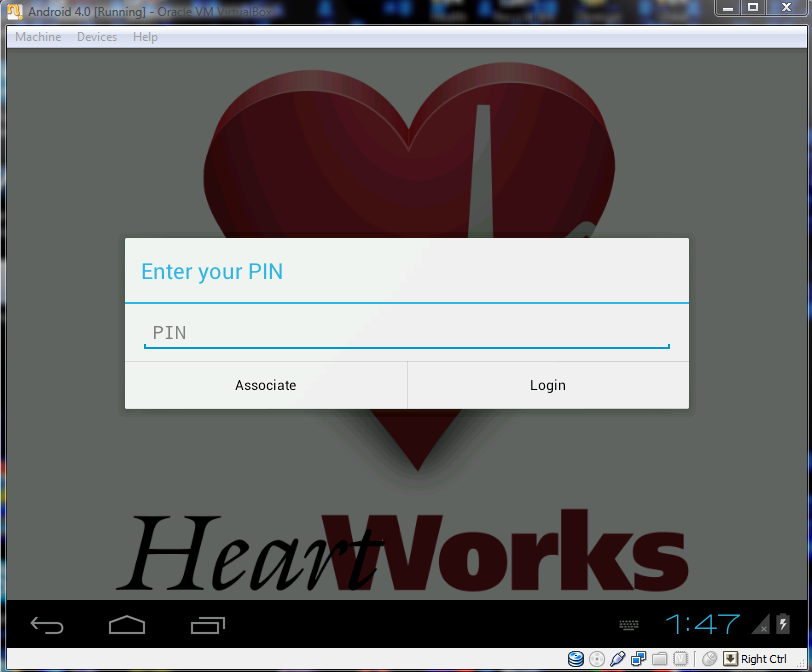 Android 4.0 [Running] - Oracle VM VirtualBox
Machine Devices Help
Enter your PIN
PIN
Associate Login
HeartWorks
1:47
Right Ctrl